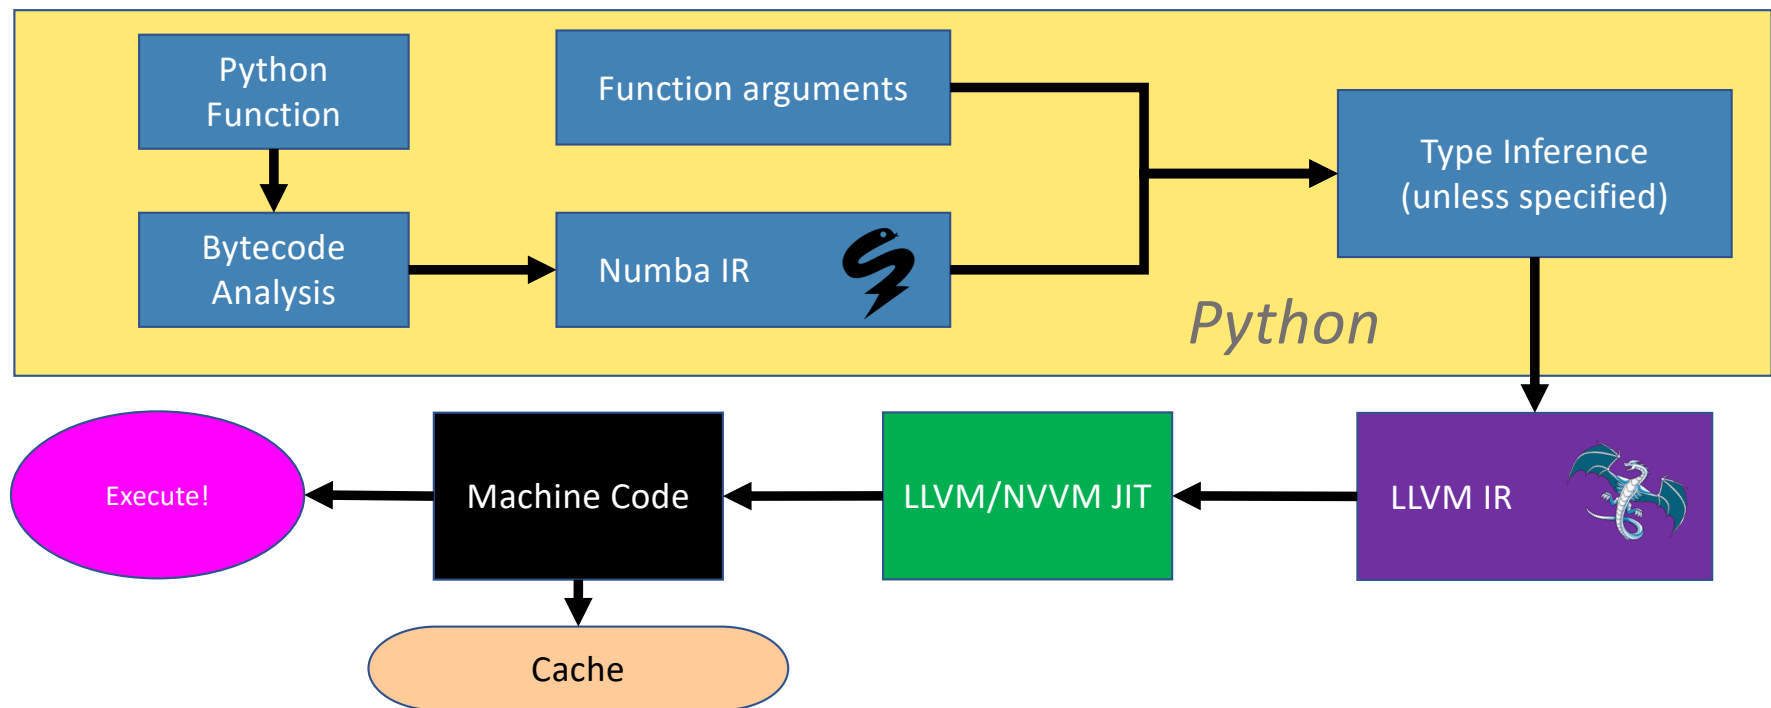 Python
Function
Function arguments
Type Inference
(unless specified)
Bytecode
Analysis
Numba IR
Python
Execute!
Machine Code
LLVM/NVVM JIT
LLVM IR
Cache